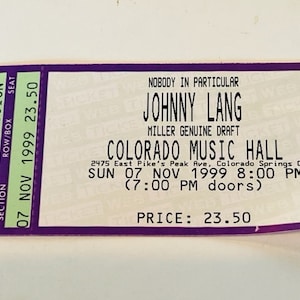 NOBODY IN PARTICULAR
JOHNNY LANG
MILLER GENUINE DRAFT
COLORADO MUSIC HALL
2475 East Pike's Peak Ave, Colorado Springs
SUN 07 NOV 1999 8:00 PM
(7:00 PM doors)
PRICE: 23.50
SECTION
ROW/BOX
SEAT
07 NOV 1999 23.50